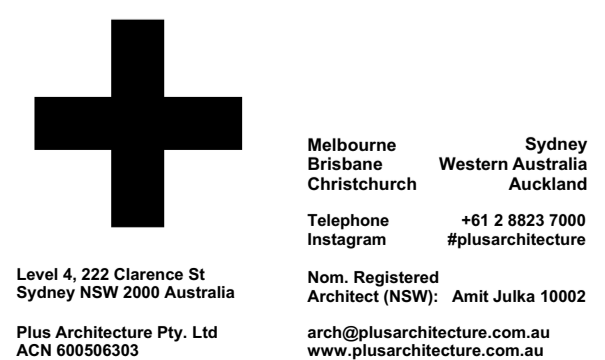 Melbourne Sydney
Brisbane Western Australia
Christchurch Auckland
Telephone +61 2 8823 7000
Instagram #plusarchitecture
Level 4, 222 Clarence St
Sydney NSW 2000 Australia
Nom. Registered
Architect (NSW): Amit Julka 10002
Plus Architecture Pty. Ltd
ACN 600506303
arch@plusarchitecture.com.au
www.plusarchitecture.com.au